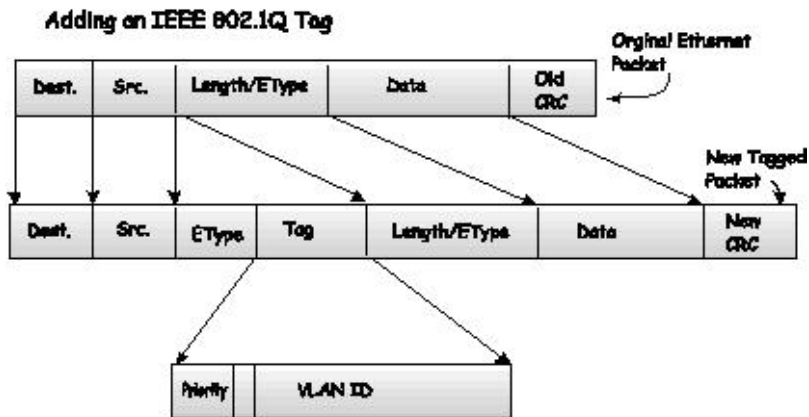 Adding an IEEE 802.1Q Tag
Orginal Ethernet
Packet
Dest. Src. Length/EType Data Old
CRC
New Tagged
Packet
Dest. Src. EType Tag Length/EType Data New
CRC
Priority VLAN ID